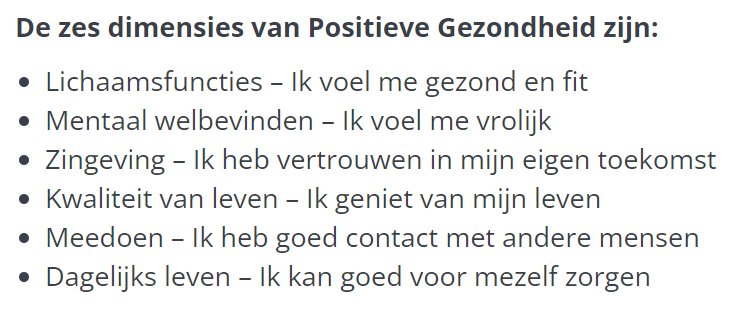 De zes dimensies van Positieve Gezondheid zijn:
• Lichaamsfuncties – Ik voel me gezond en fit
• Mentaal welbevinden – Ik voel me vrolijk
• Zingeving – Ik heb vertrouwen in mijn eigen toekomst
• Kwaliteit van leven – Ik geniet van mijn leven
• Meedoen – Ik heb goed contact met andere mensen
• Dagelijks leven – Ik kan goed voor mezelf zorgen